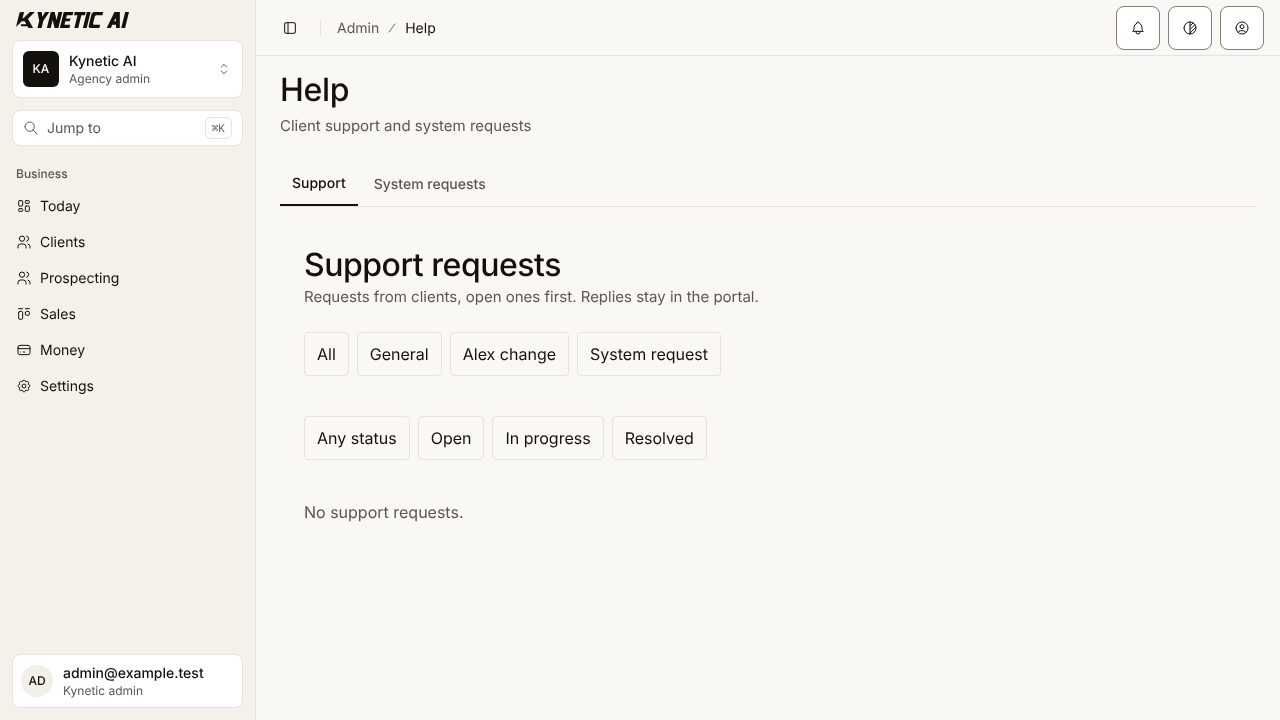 KYNETIC AI
KA
Kynetic AI
Agency admin
Jump to
⌘K
Business
Today
Clients
Prospecting
Sales
Money
Settings
AD
admin@example.test
Kynetic admin
Admin / Help
Help
Client support and system requests
Support
System requests
Support requests
Requests from clients, open ones first. Replies stay in the portal.
All
General
Alex change
System request
Any status
Open
In progress
Resolved
No support requests.